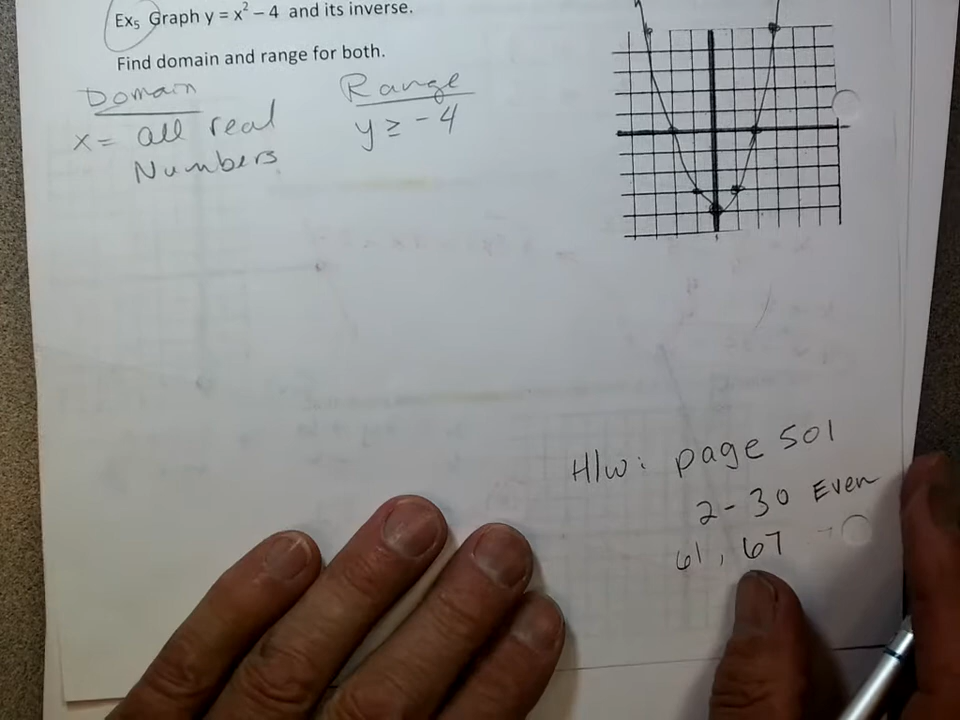 Ex5 Graph y = x² – 4 and its inverse.
Find domain and range for both.
Domain
x = all real
Numbers
Range
y ≥ -4
H/w: page 501
2-30 Even
61, 67